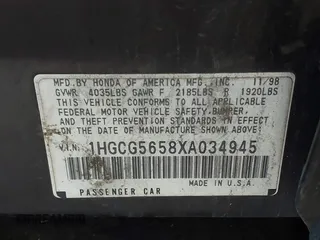 MFD. BY HONDA OF AMERICA MFG., INC. 11/98
GVWR 4035LBS GAWR F 2185LBS R 1920LBS
THIS VEHICLE CONFORMS TO ALL APPLICABLE
FEDERAL MOTOR VEHICLE SAFETY, BUMPER,
AND THEFT PREVENTION STANDARDS IN
EFFECT ON THE DATE OF MANUFACTURE
SHOWN ABOVE.
V.I.N. 1HGCG5658XA034945
PASSENGER CAR MADE IN U.S.A.